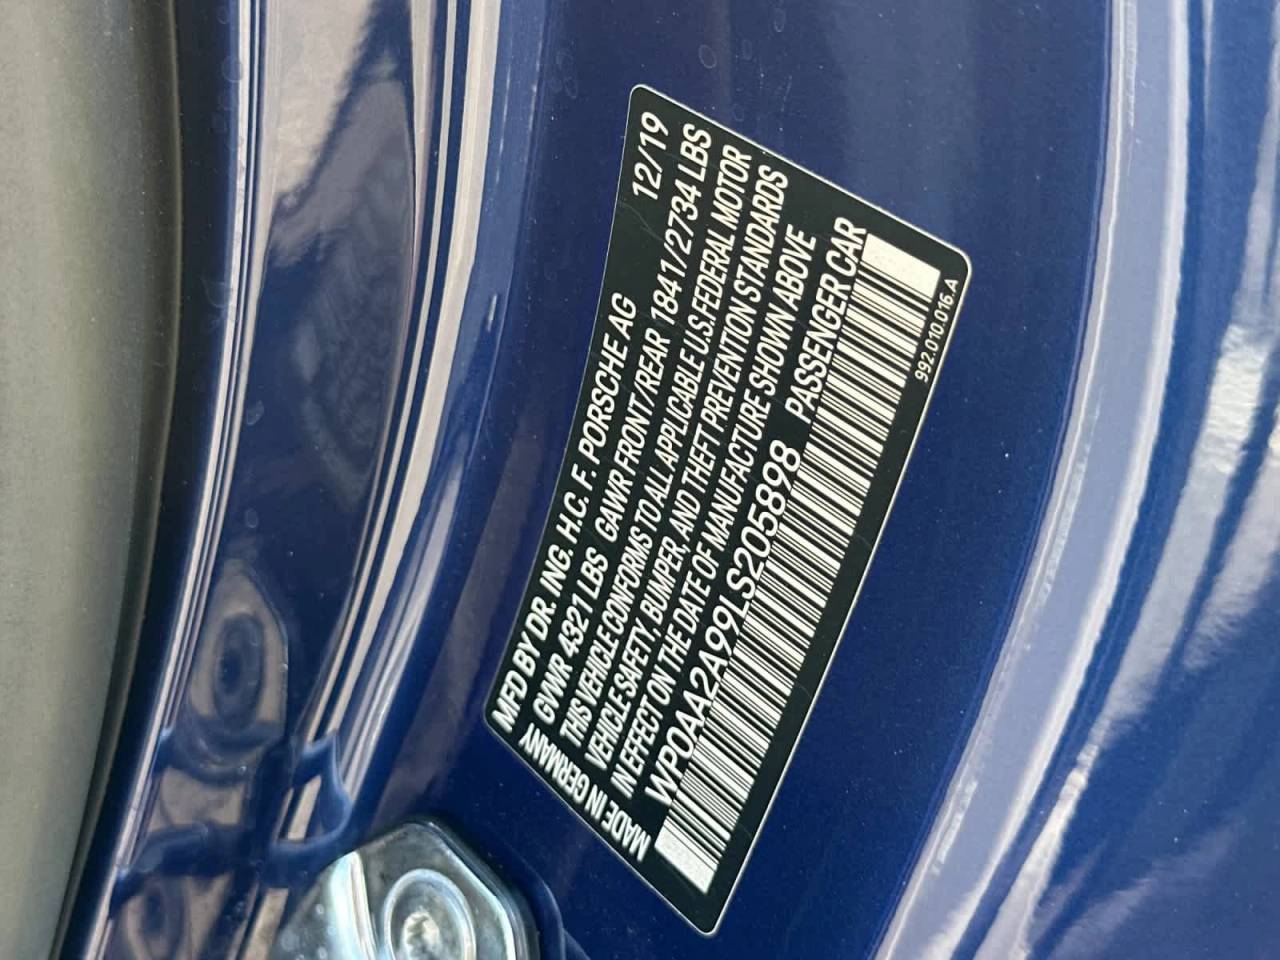 MFD BY DR. ING. H.C. F. PORSCHE AG 12/19
GVWR 4321 LBS GAWR FRONT/REAR 1841/2734 LBS
THIS VEHICLE CONFORMS TO ALL APPLICABLE U.S. FEDERAL MOTOR
VEHICLE SAFETY, BUMPER, AND THEFT PREVENTION STANDARDS
IN EFFECT ON THE DATE OF MANUFACTURE SHOWN ABOVE
WP0AA2A99LS205898 PASSENGER CAR
MADE IN GERMANY
992.010.016.A